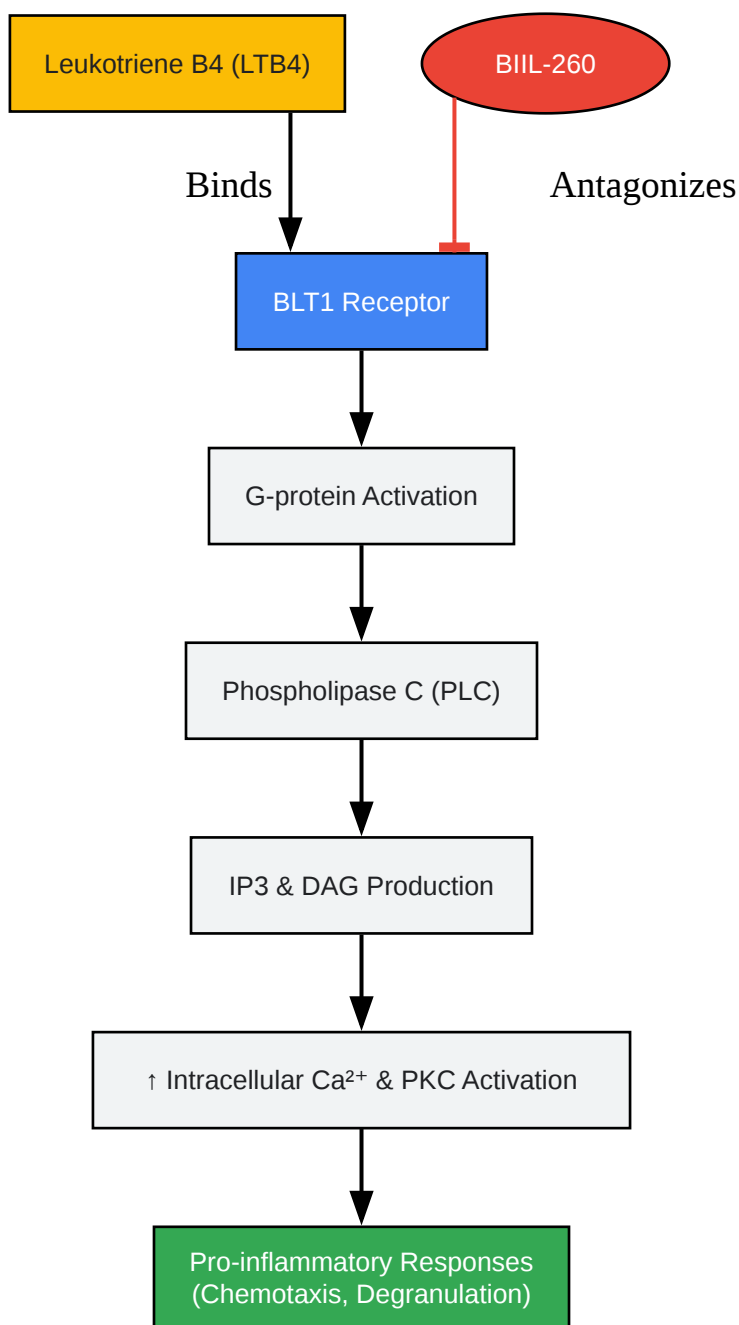 Leukotriene B4 (LTB4)
BIIL-260
Binds
Antagonizes
BLT1 Receptor
G-protein Activation
Phospholipase C (PLC)
IP3 & DAG Production
↑ Intracellular Ca²⁺ & PKC Activation
Pro-inflammatory Responses
(Chemotaxis, Degranulation)